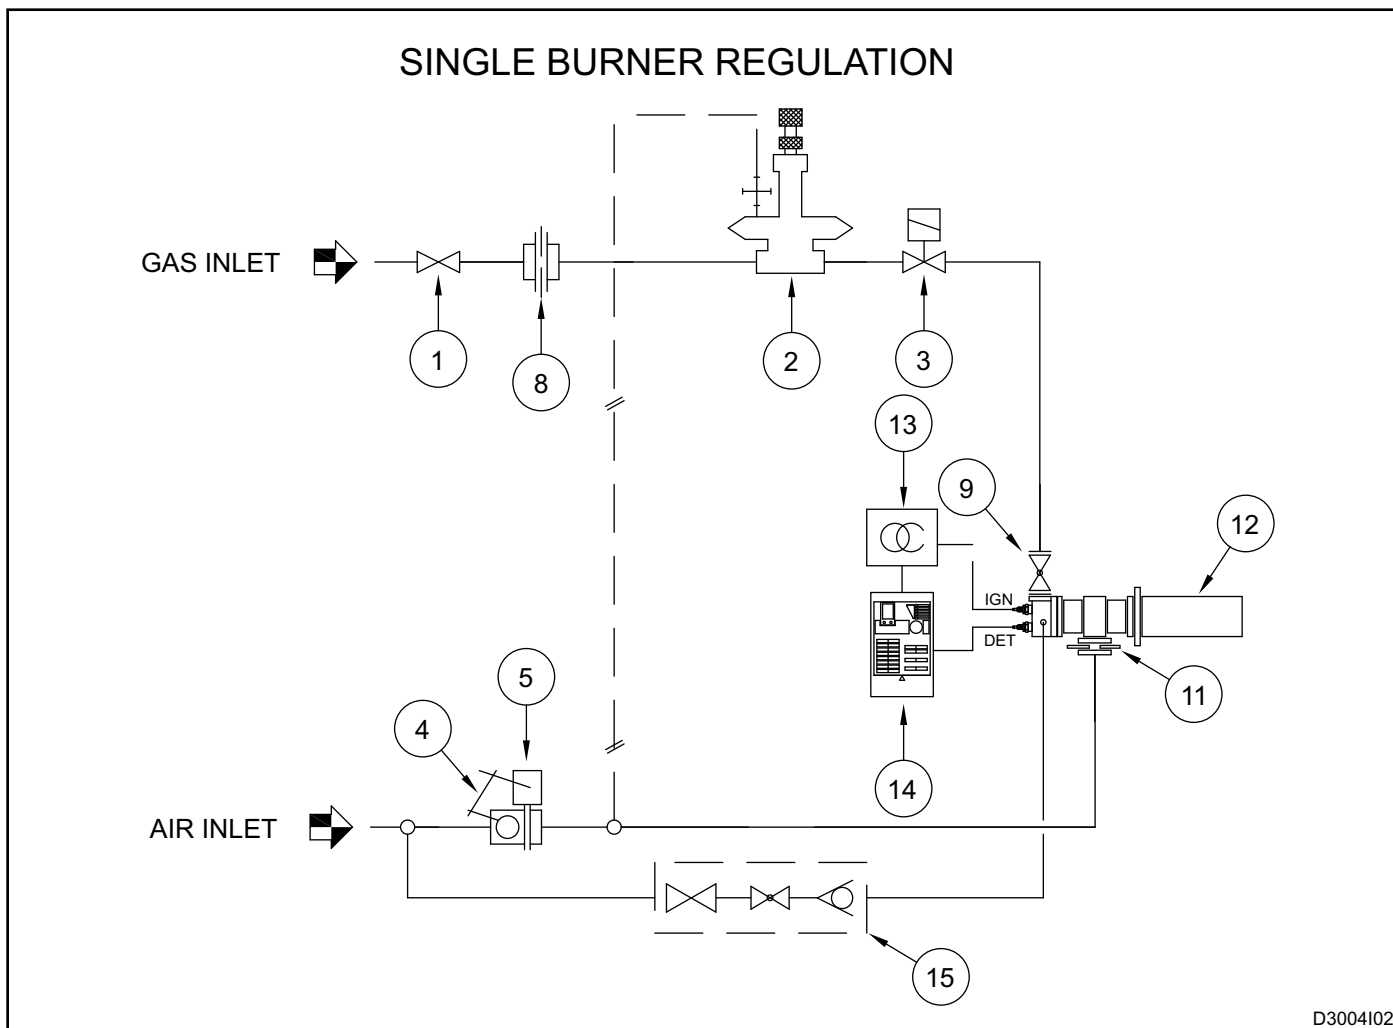 SINGLE BURNER REGULATION
GAS INLET
1
8
2
3
13
9
12
IGN
DET
11
5
4
14
AIR INLET
15
D3004I02